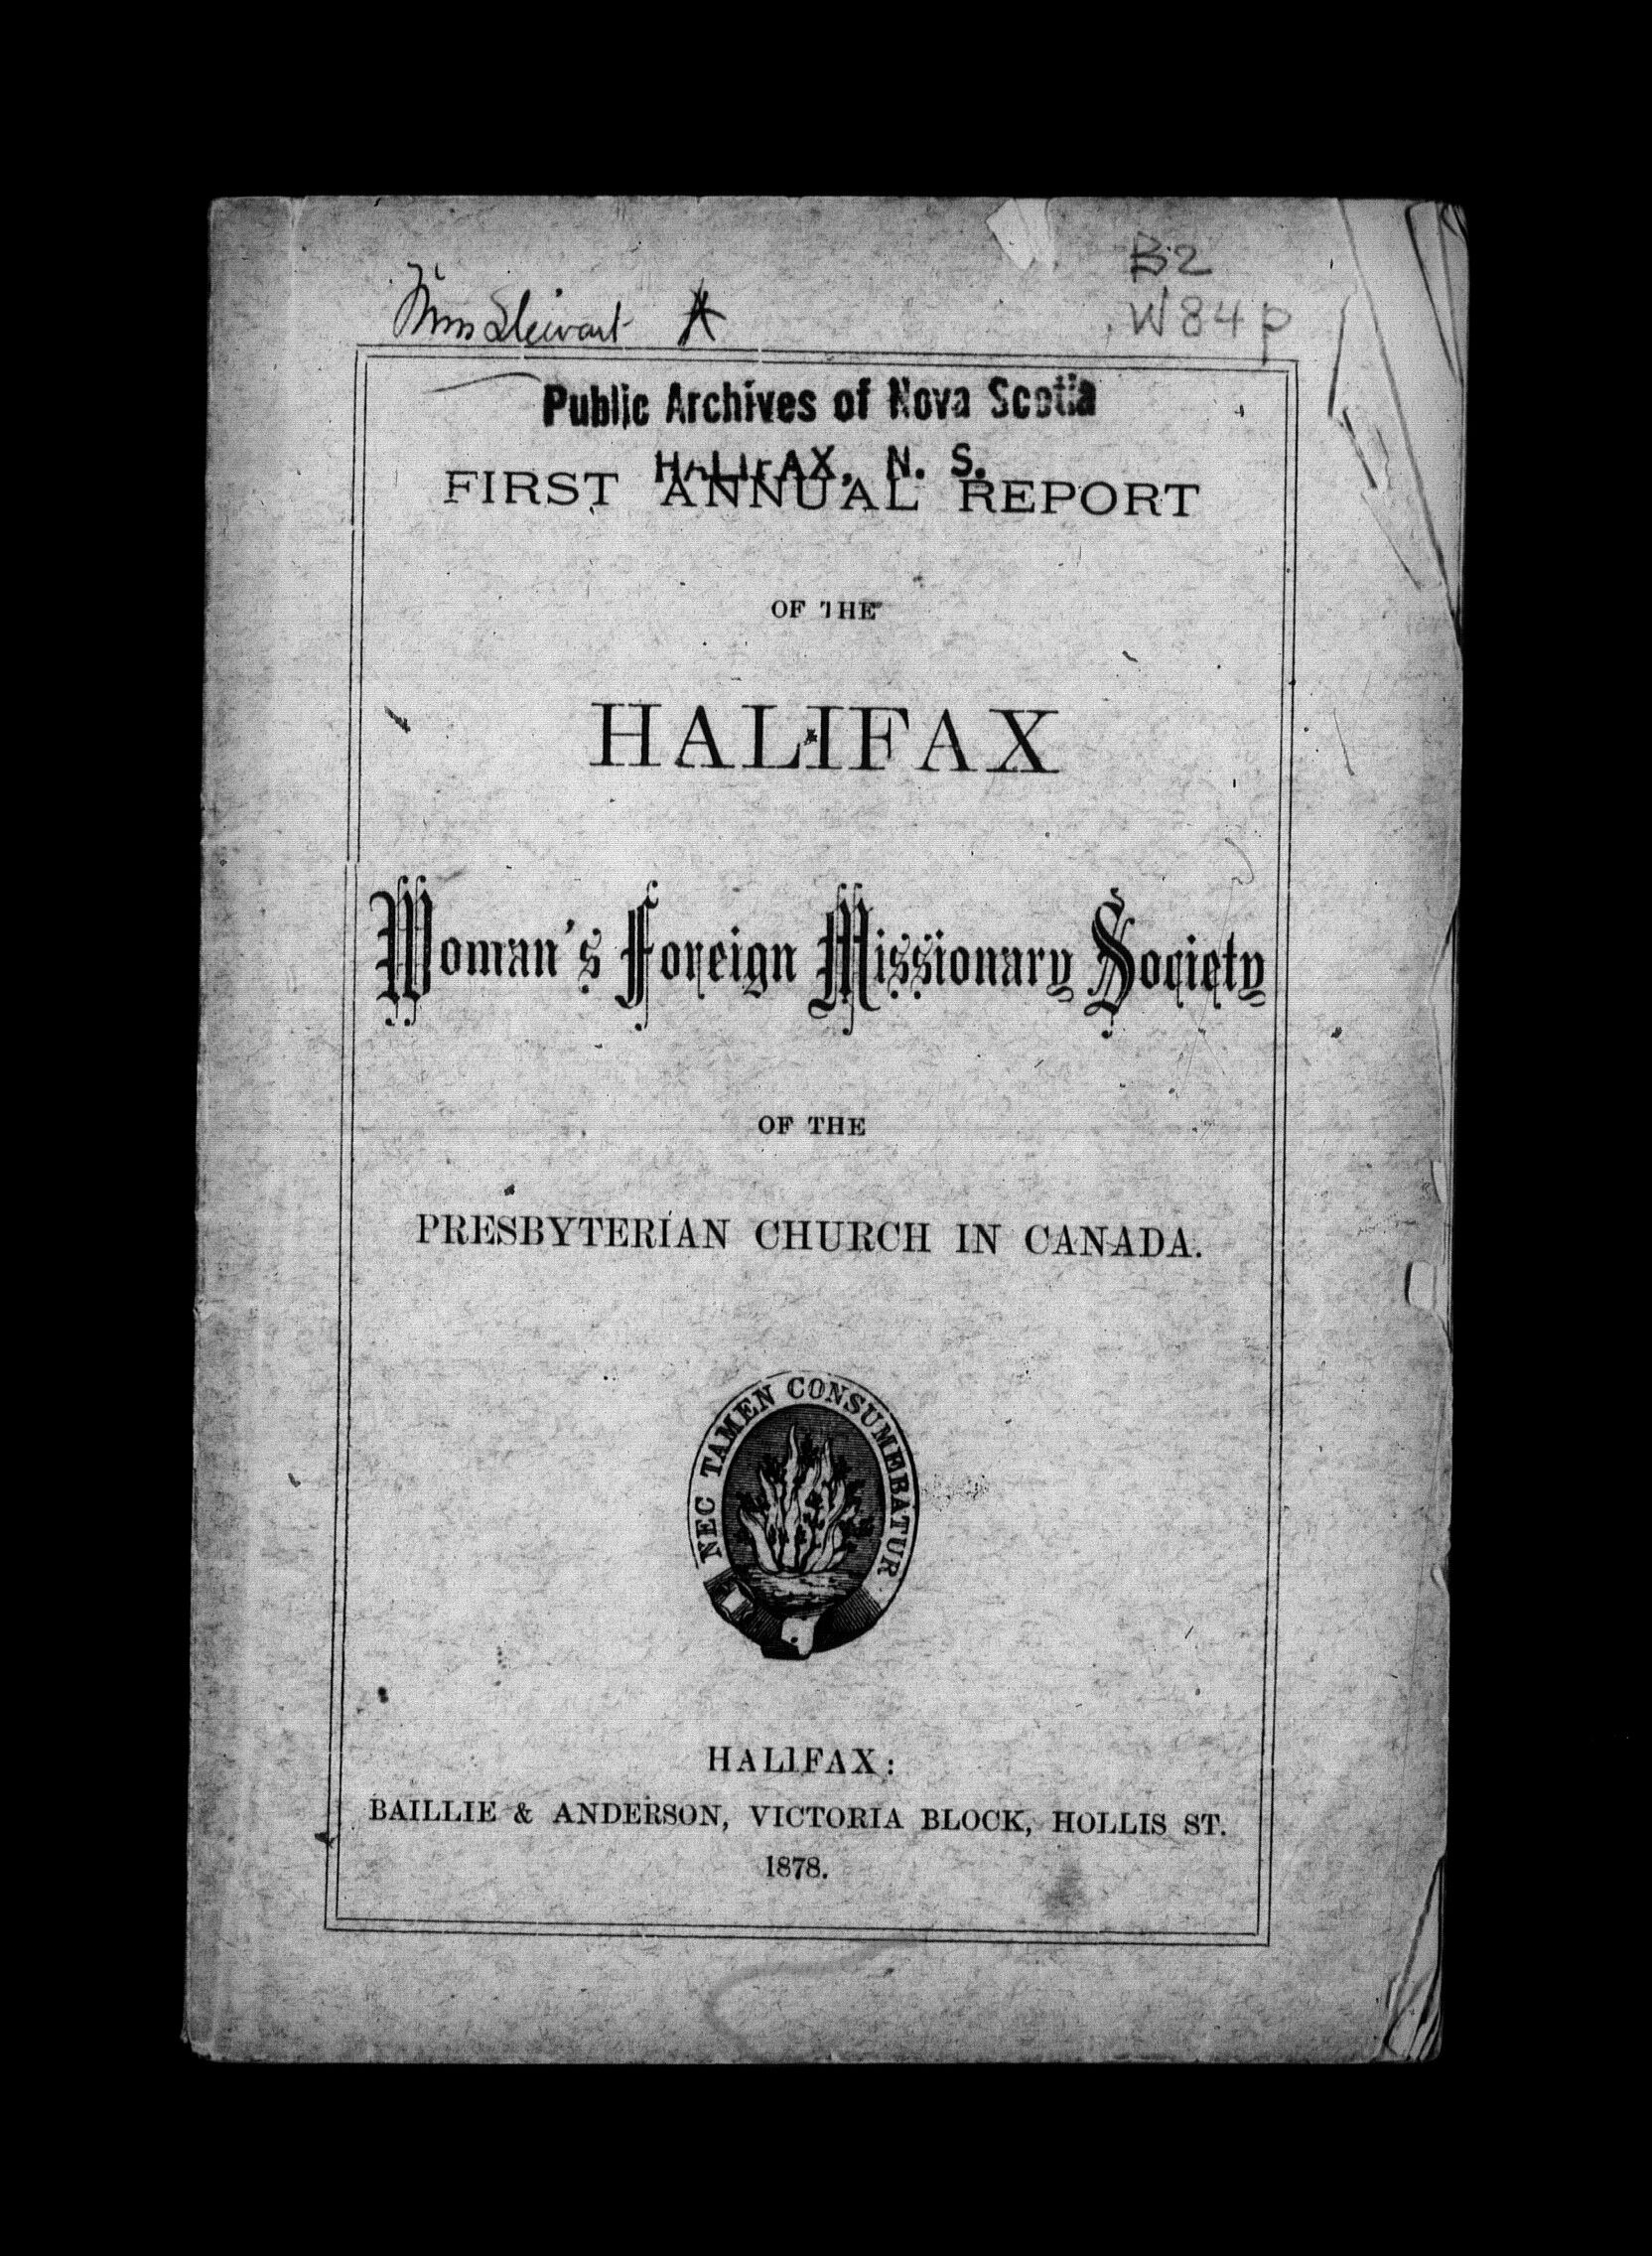 B2
Mrs Stewart A
W84p
Public Archives of Nova Scotia
HALIFAX, N. S.
FIRST ANNUAL REPORT
OF THE
HALIFAX
Woman's Foreign Missionary Society
OF THE
PRESBYTERIAN CHURCH IN CANADA.
NEC TAMEN CONSUMEBATUR
HALIFAX:
BAILLIE & ANDERSON, VICTORIA BLOCK, HOLLIS ST.
1878.